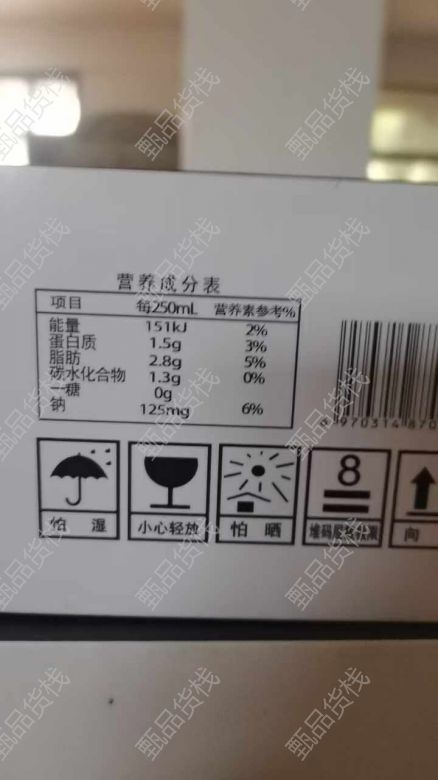 营养成分表
项目 每250mL 营养素参考%
能量 151kJ 2%
蛋白质 1.5g 3%
脂肪 2.8g 5%
碳水化合物 1.3g 0%
一糖 0g
钠 125mg 6%
970314 870
8
怕 湿
小心轻放
怕 晒
堆码层数极限
向
甄品货栈